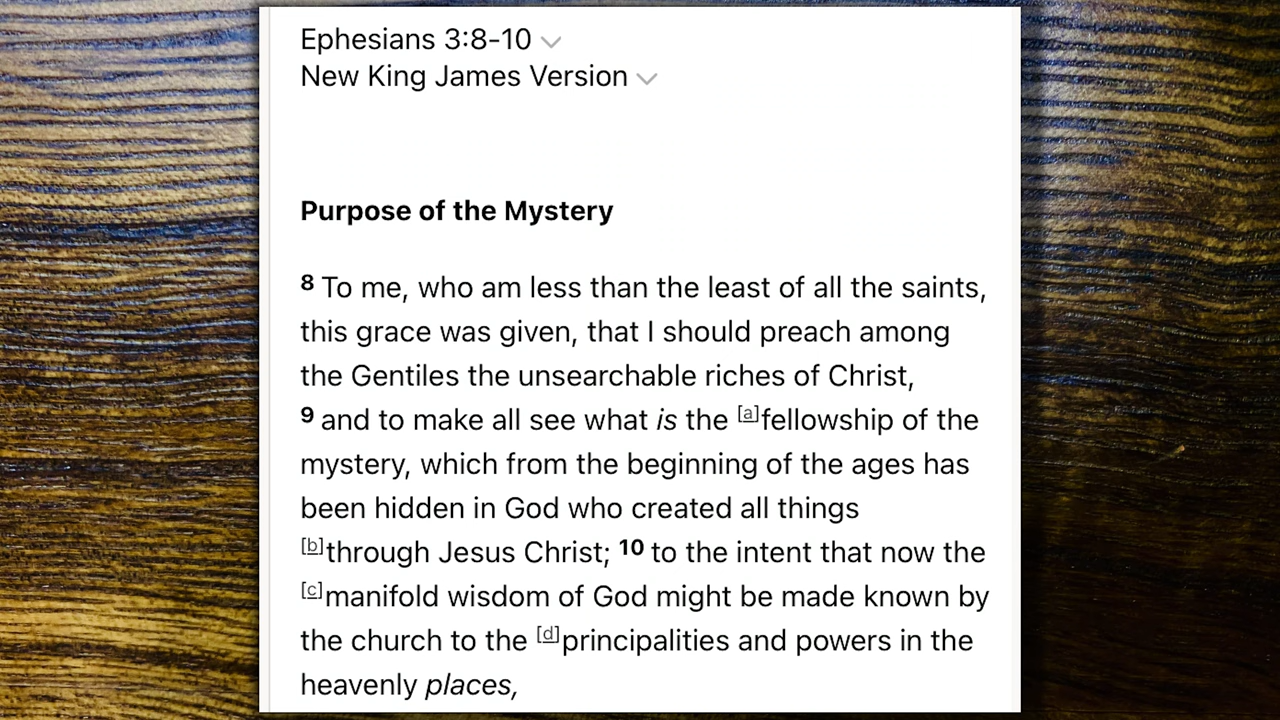 Ephesians 3:8-10
New King James Version
Purpose of the Mystery
8 To me, who am less than the least of all the saints,
this grace was given, that I should preach among
the Gentiles the unsearchable riches of Christ,
9 and to make all see what is the [a]fellowship of the
mystery, which from the beginning of the ages has
been hidden in God who created all things
[b]through Jesus Christ; 10 to the intent that now the
[c]manifold wisdom of God might be made known by
the church to the [d]principalities and powers in the
heavenly places,